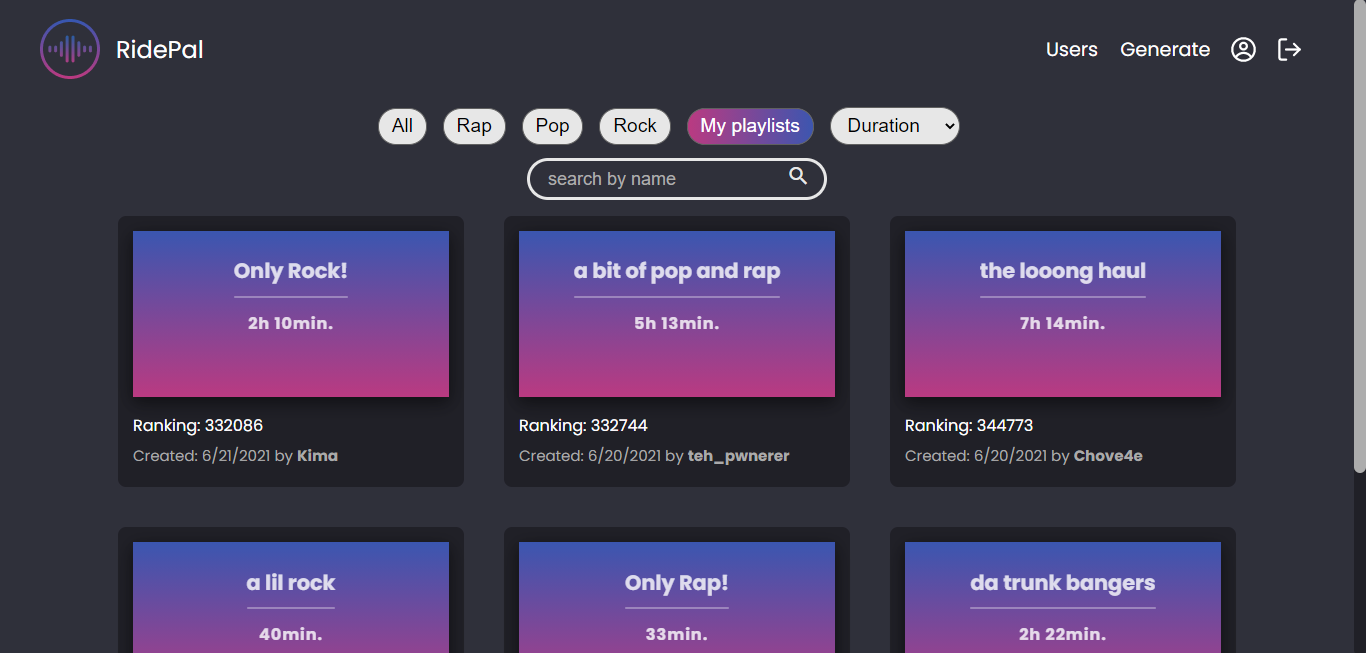 RidePal
Users Generate
All Rap Pop Rock My playlists Duration
search by name
Only Rock!
2h 10min.
Ranking: 332086
Created: 6/21/2021 by Kima
a bit of pop and rap
5h 13min.
Ranking: 332744
Created: 6/20/2021 by teh_pwnerer
the looong haul
7h 14min.
Ranking: 344773
Created: 6/20/2021 by Chove4e
a lil rock
40min.
Only Rap!
33min.
da trunk bangers
2h 22min.